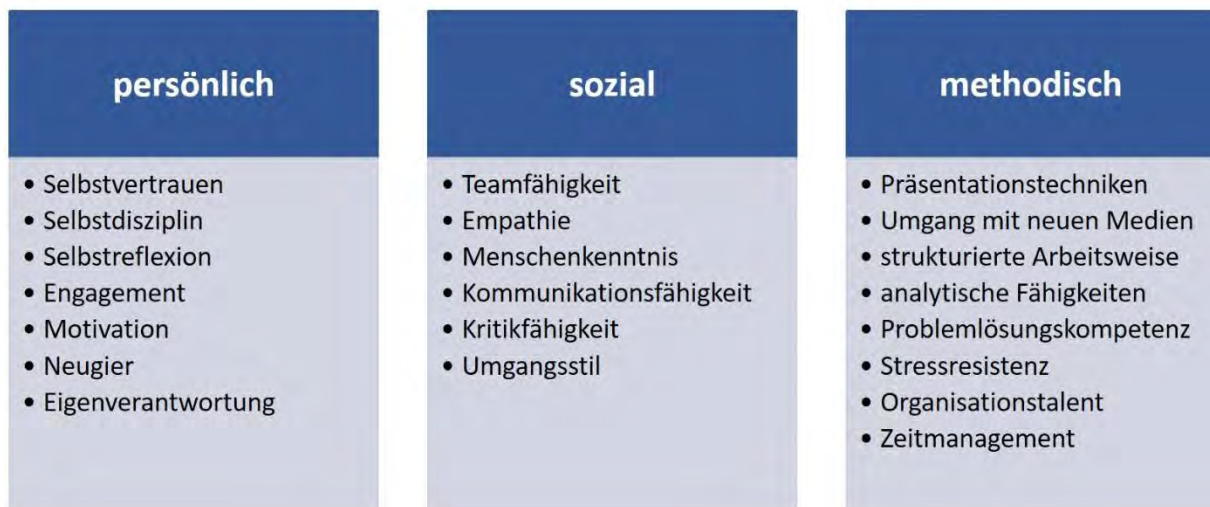 persönlich
• Selbstvertrauen
• Selbstdisziplin
• Selbstreflexion
• Engagement
• Motivation
• Neugier
• Eigenverantwortung
sozial
• Teamfähigkeit
• Empathie
• Menschenkenntnis
• Kommunikationsfähigkeit
• Kritikfähigkeit
• Umgangsstil
methodisch
• Präsentationstechniken
• Umgang mit neuen Medien
• strukturierte Arbeitsweise
• analytische Fähigkeiten
• Problemlösungskompetenz
• Stressresistenz
• Organisationstalent
• Zeitmanagement